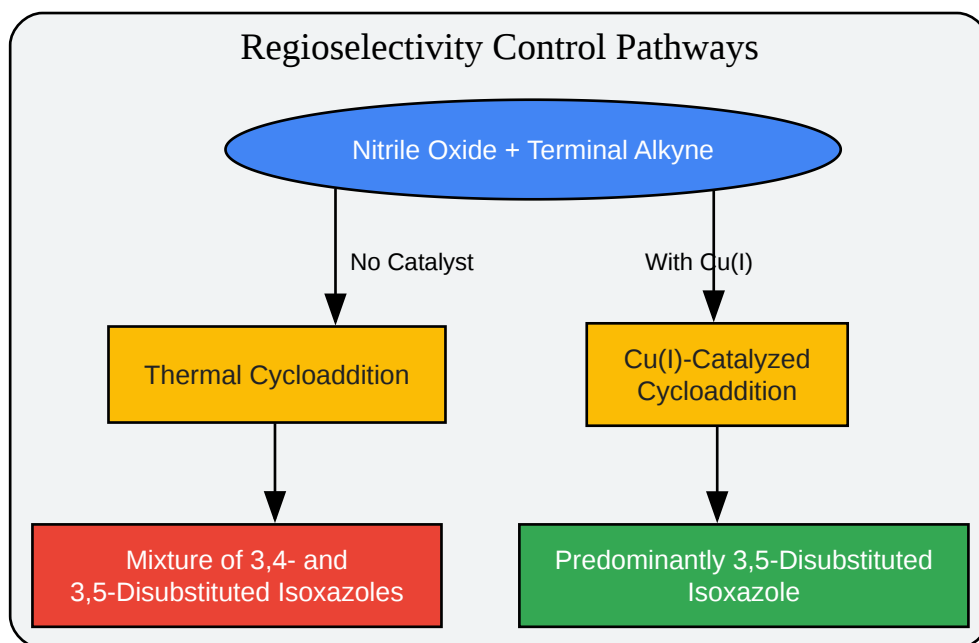 Regioselectivity Control Pathways
Nitrile Oxide + Terminal Alkyne
No Catalyst
With Cu(I)
Thermal Cycloaddition
Cu(I)-Catalyzed
Cycloaddition
Mixture of 3,4- and
3,5-Disubstituted Isoxazoles
Predominantly 3,5-Disubstituted
Isoxazole